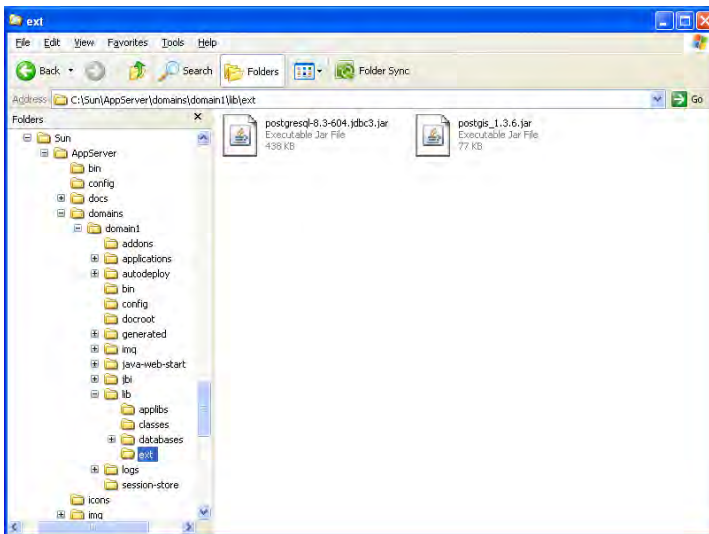 ext
File Edit View Favorites Tools Help
Back Search Folders Folder Sync
Address C:\Sun\AppServer\domains\domain1\lib\ext Go
Folders
Sun
AppServer
bin
config
docs
domains
domain1
addons
applications
autodeploy
bin
config
docroot
generated
imq
java-web-start
jbi
lib
applibs
classes
databases
ext
logs
session-store
icons
imq
postgresql-8.3-604.jdbc3.jar
Executable Jar File
438 KB
postgis_1.3.6.jar
Executable Jar File
77 KB